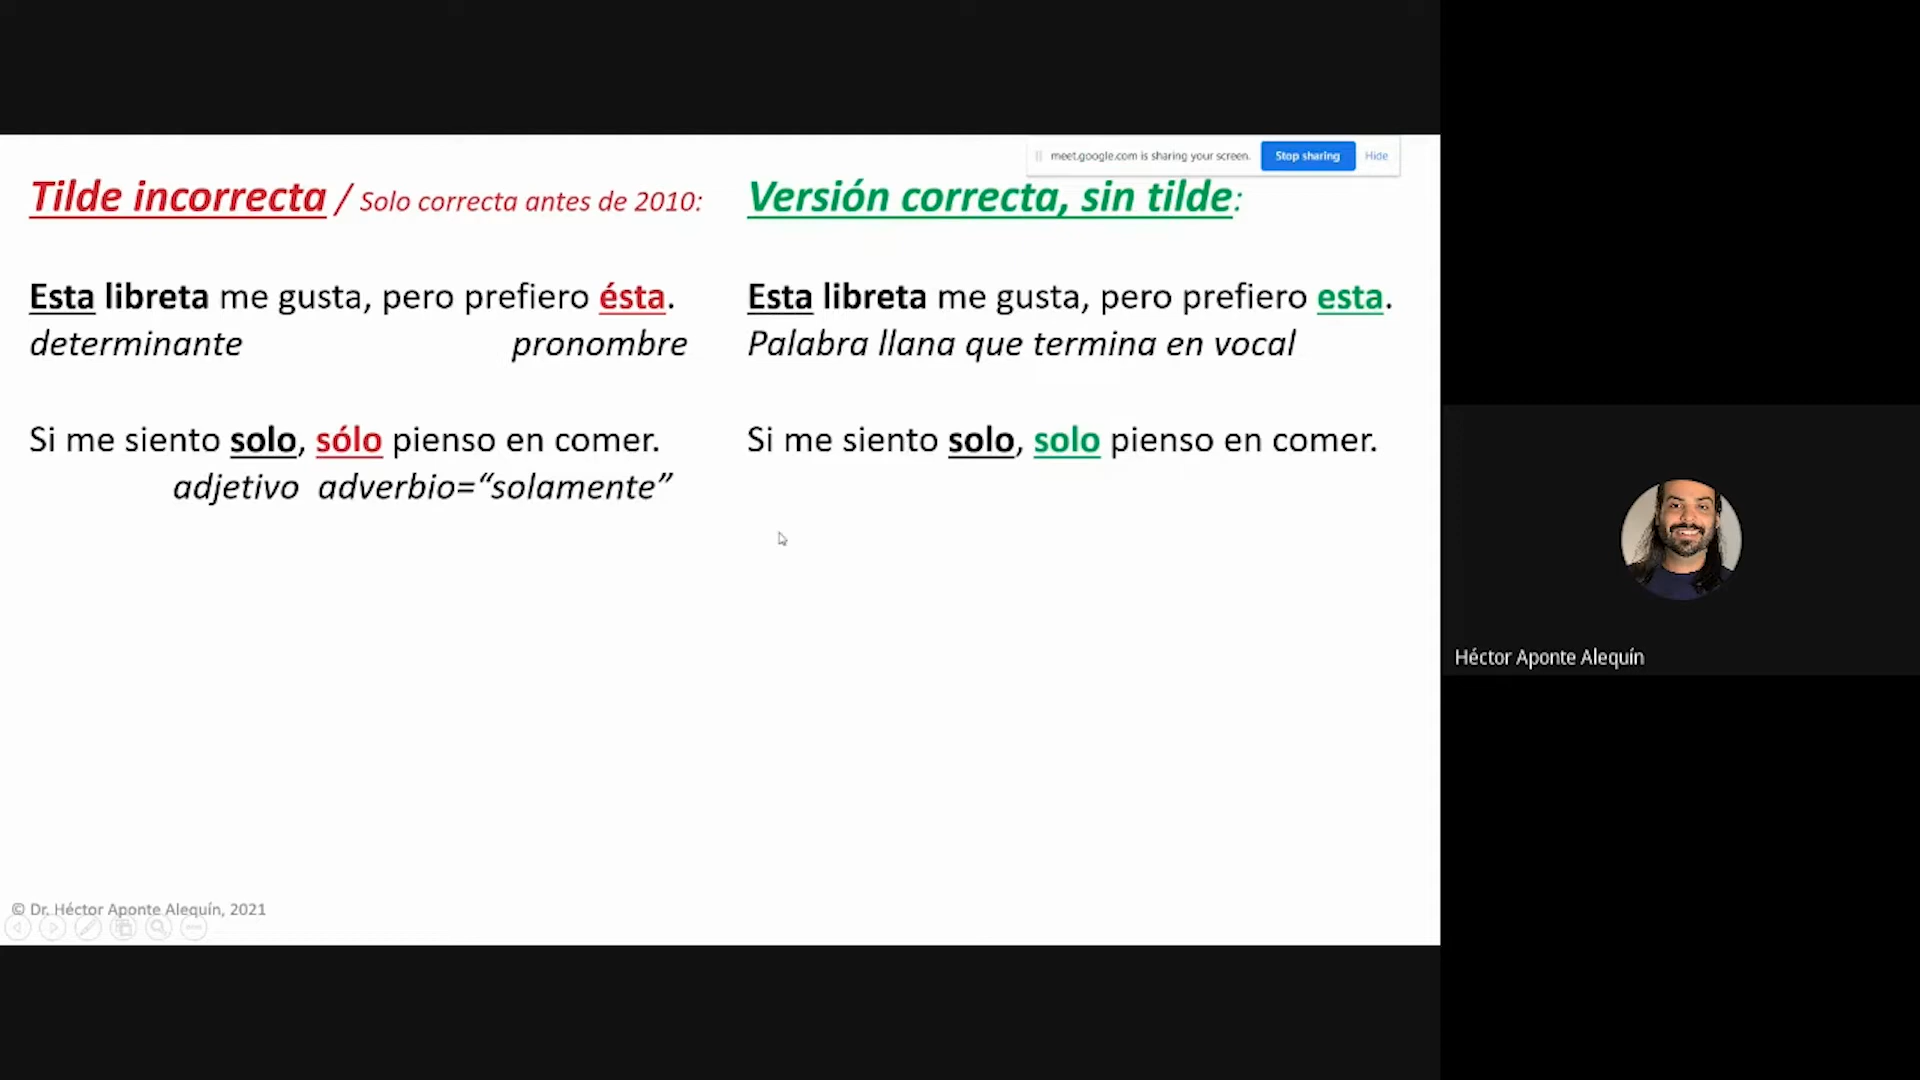 meet.google.com is sharing your screen. Stop sharing Hide
Tilde incorrecta / Solo correcta antes de 2010:
Esta libreta me gusta, pero prefiero ésta.
determinante pronombre
Si me siento solo, sólo pienso en comer.
adjetivo adverbio=“solamente”
Versión correcta, sin tilde:
Esta libreta me gusta, pero prefiero esta.
Palabra llana que termina en vocal
Si me siento solo, solo pienso en comer.
© Dr. Héctor Aponte Alequín, 2021
Héctor Aponte Alequín